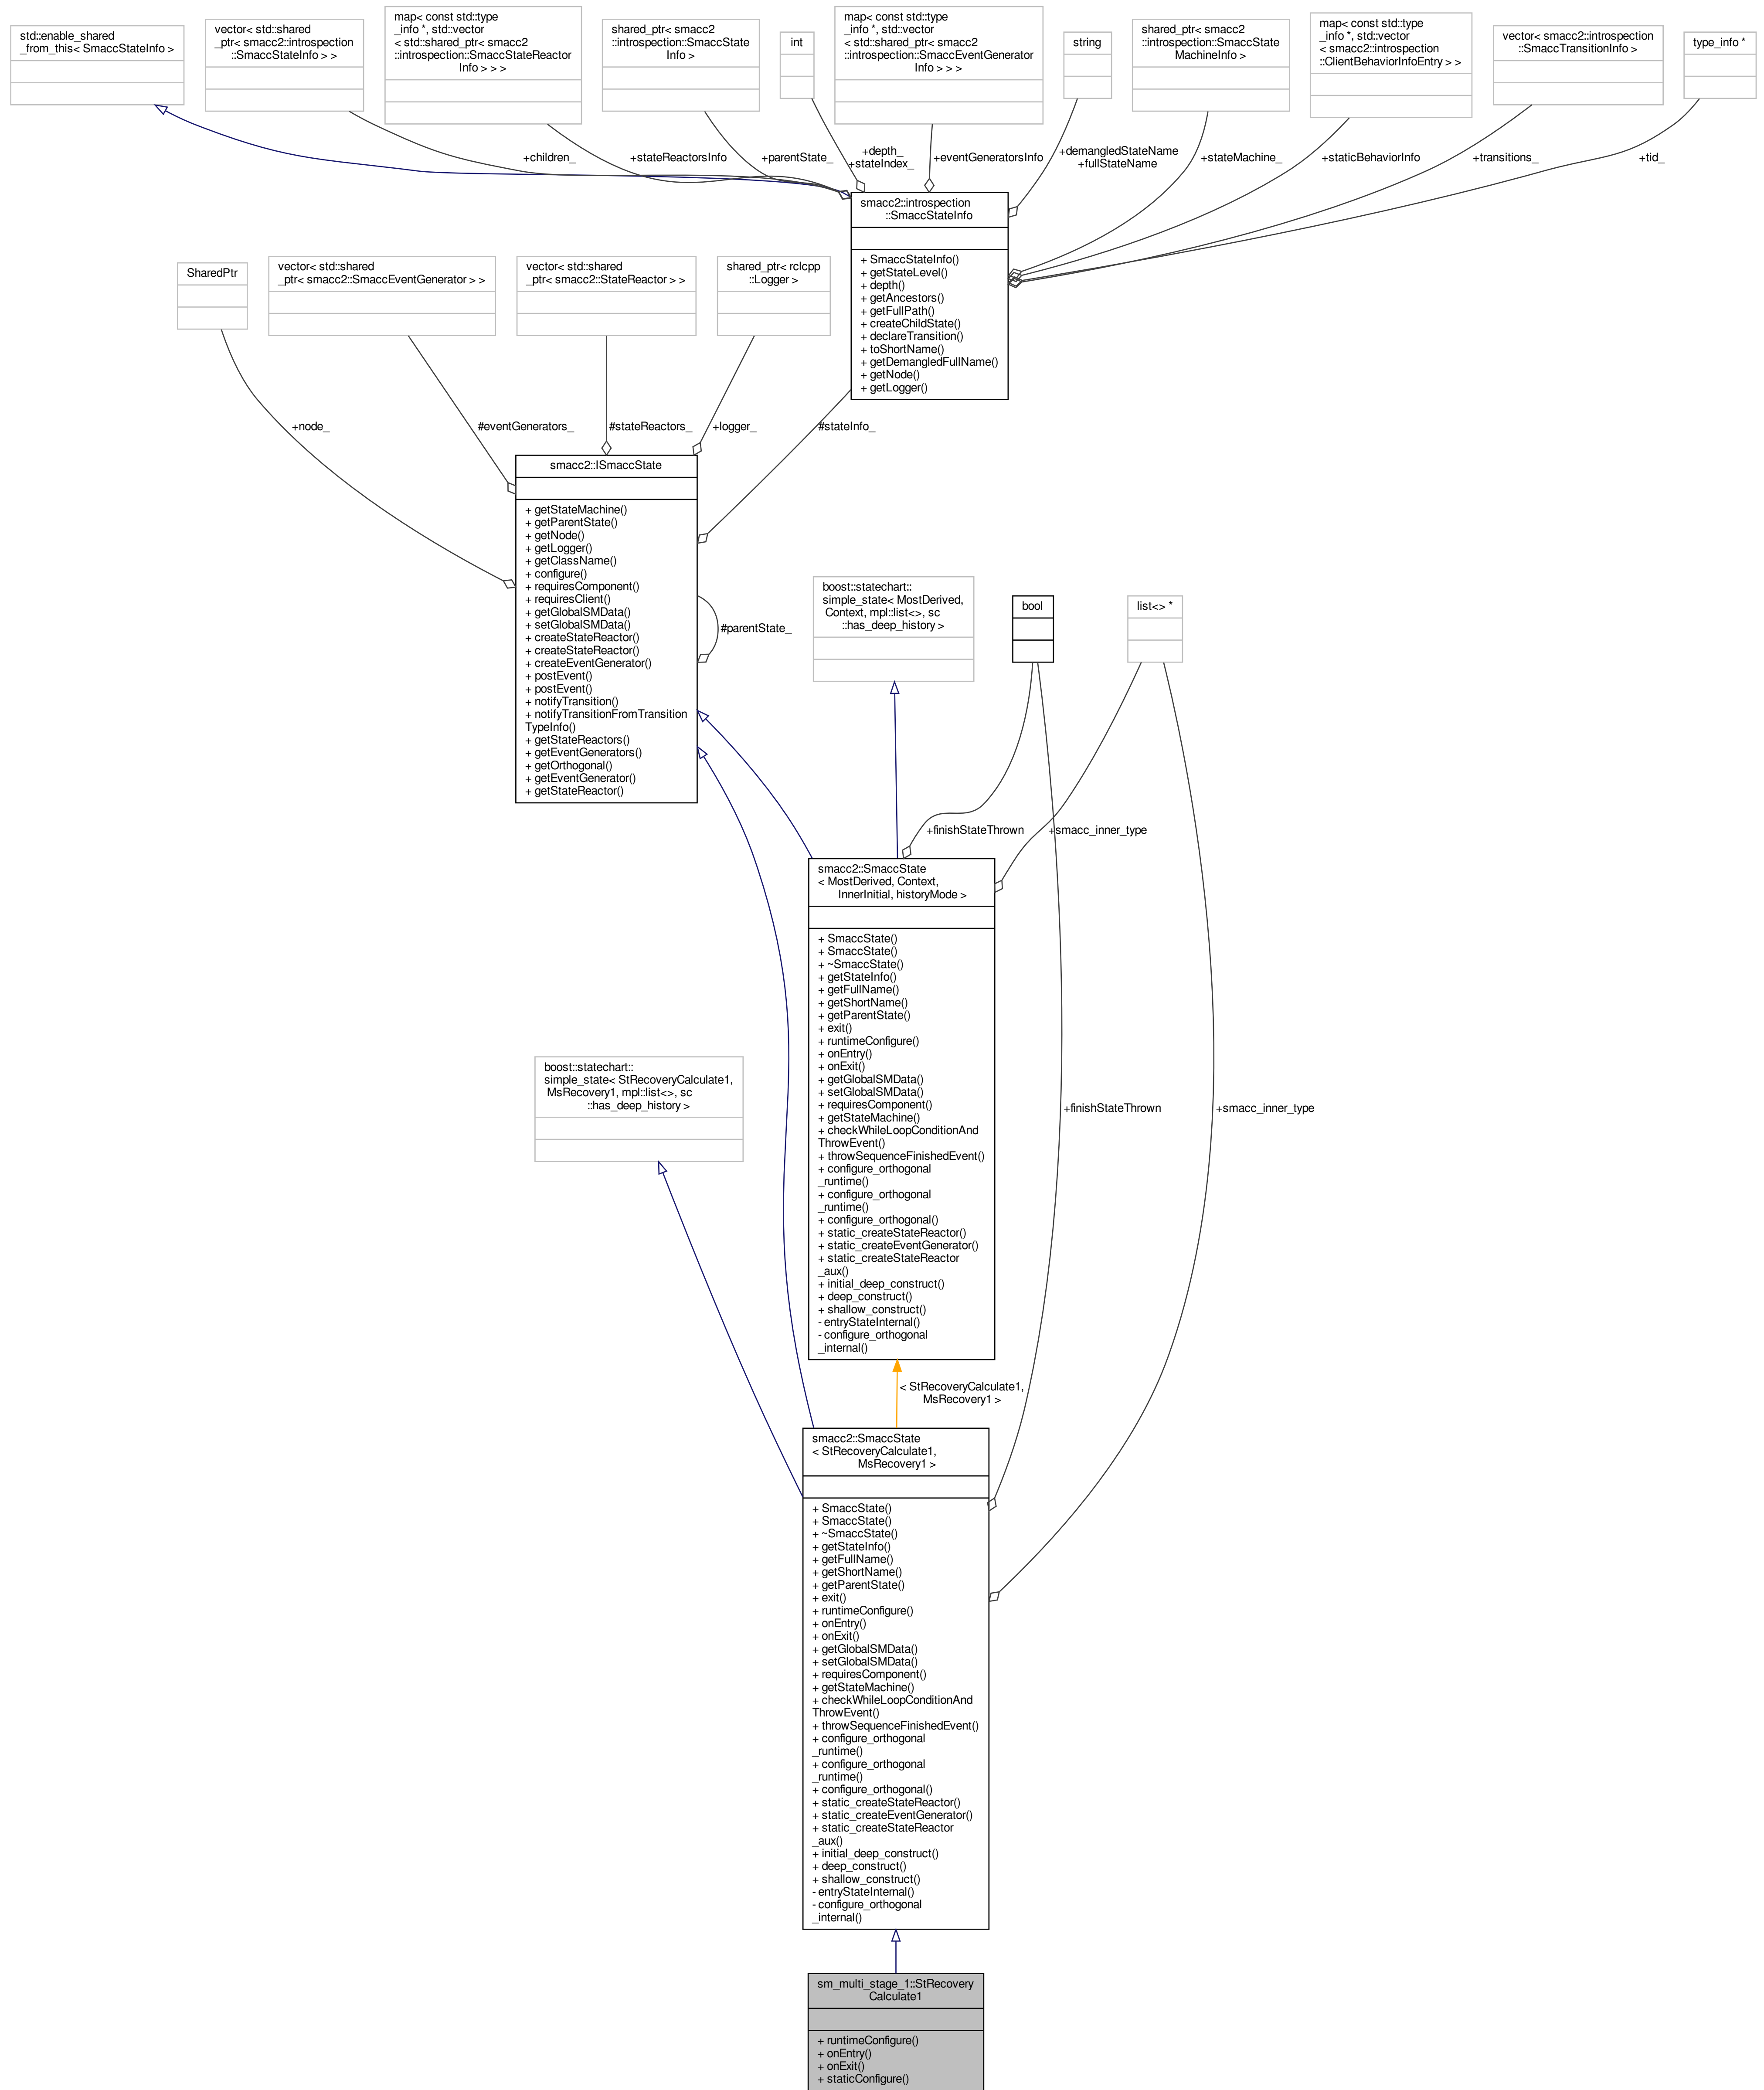 std::enable_shared
_from_this< SmaccStateInfo >
vector< std::shared
_ptr< smacc2::introspection
::SmaccStateInfo > >
map< const std::type
_info *, std::vector
< std::shared_ptr< smacc2
::introspection::SmaccStateReactor
Info > > >
shared_ptr< smacc2
::introspection::SmaccState
Info >
int
map< const std::type
_info *, std::vector
< std::shared_ptr< smacc2
::introspection::SmaccEventGenerator
Info > > >
string
shared_ptr< smacc2
::introspection::SmaccState
MachineInfo >
map< const std::type
_info *, std::vector
< smacc2::introspection
::ClientBehaviorInfoEntry > >
vector< smacc2::introspection
::SmaccTransitionInfo >
type_info *
+children_
+stateReactorsInfo
+parentState_
+depth_
+stateIndex_
+eventGeneratorsInfo
+demangledStateName
+fullStateName
+stateMachine_
+staticBehaviorInfo
+transitions_
+tid_
smacc2::introspection
::SmaccStateInfo
+ SmaccStateInfo()
+ getStateLevel()
+ depth()
+ getAncestors()
+ getFullPath()
+ createChildState()
+ declareTransition()
+ toShortName()
+ getDemangledFullName()
+ getNode()
+ getLogger()
SharedPtr
vector< std::shared
_ptr< smacc2::SmaccEventGenerator > >
vector< std::shared
_ptr< smacc2::StateReactor > >
shared_ptr< rclcpp
::Logger >
+node_
#eventGenerators_
#stateReactors_
+logger_
#stateInfo_
smacc2::ISmaccState
+ getStateMachine()
+ getParentState()
+ getNode()
+ getLogger()
+ getClassName()
+ configure()
+ requiresComponent()
+ requiresClient()
+ getGlobalSMData()
+ setGlobalSMData()
+ createStateReactor()
+ createStateReactor()
+ createEventGenerator()
+ postEvent()
+ postEvent()
+ notifyTransition()
+ notifyTransitionFromTransition
TypeInfo()
+ getStateReactors()
+ getEventGenerators()
+ getOrthogonal()
+ getEventGenerator()
+ getStateReactor()
#parentState_
boost::statechart::
simple_state< MostDerived,
Context, mpl::list<>, sc
::has_deep_history >
bool
list<> *
+finishStateThrown
+smacc_inner_type
smacc2::SmaccState
< MostDerived, Context,
InnerInitial, historyMode >
+ SmaccState()
+ SmaccState()
+ ~SmaccState()
+ getStateInfo()
+ getFullName()
+ getShortName()
+ getParentState()
+ exit()
+ runtimeConfigure()
+ onEntry()
+ onExit()
+ getGlobalSMData()
+ setGlobalSMData()
+ requiresComponent()
+ getStateMachine()
+ checkWhileLoopConditionAnd
ThrowEvent()
+ throwSequenceFinishedEvent()
+ configure_orthogonal
_runtime()
+ configure_orthogonal
_runtime()
+ configure_orthogonal()
+ static_createStateReactor()
+ static_createEventGenerator()
+ static_createStateReactor
_aux()
+ initial_deep_construct()
+ deep_construct()
+ shallow_construct()
- entryStateInternal()
- configure_orthogonal
_internal()
boost::statechart::
simple_state< StRecoveryCalculate1,
MsRecovery1, mpl::list<>, sc
::has_deep_history >
+finishStateThrown
+smacc_inner_type
< StRecoveryCalculate1,
MsRecovery1 >
smacc2::SmaccState
< StRecoveryCalculate1,
MsRecovery1 >
+ SmaccState()
+ SmaccState()
+ ~SmaccState()
+ getStateInfo()
+ getFullName()
+ getShortName()
+ getParentState()
+ exit()
+ runtimeConfigure()
+ onEntry()
+ onExit()
+ getGlobalSMData()
+ setGlobalSMData()
+ requiresComponent()
+ getStateMachine()
+ checkWhileLoopConditionAnd
ThrowEvent()
+ throwSequenceFinishedEvent()
+ configure_orthogonal
_runtime()
+ configure_orthogonal
_runtime()
+ configure_orthogonal()
+ static_createStateReactor()
+ static_createEventGenerator()
+ static_createStateReactor
_aux()
+ initial_deep_construct()
+ deep_construct()
+ shallow_construct()
- entryStateInternal()
- configure_orthogonal
_internal()
sm_multi_stage_1::StRecovery
Calculate1
+ runtimeConfigure()
+ onEntry()
+ onExit()
+ staticConfigure()